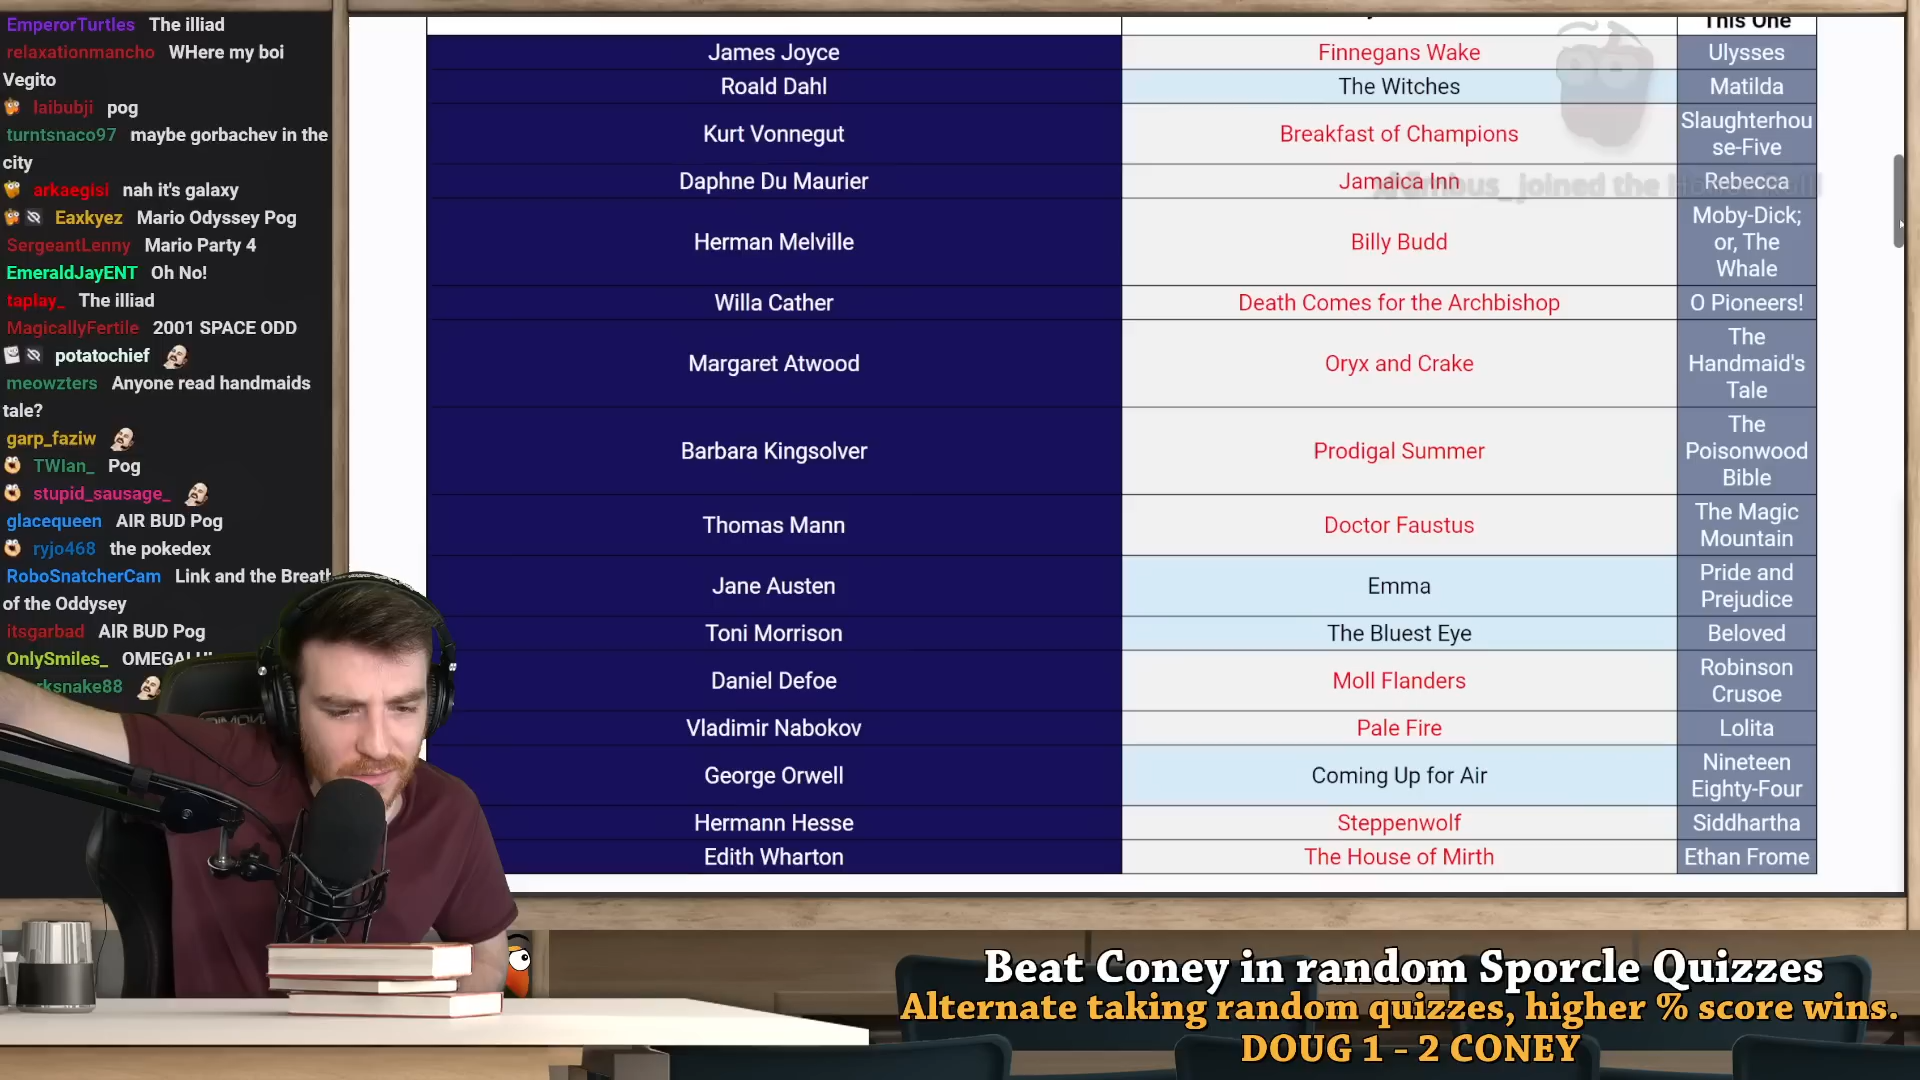 EmperorTurtles The illiad
relaxationmancho WHere my boi
Vegito
laibubji pog
turntsnaco97 maybe gorbachev in the
city
arkaegisi nah it's galaxy
Eaxkyez Mario Odyssey Pog
SergeantLenny Mario Party 4
EmeraldJayENT Oh No!
taplay_ The illiad
MagicallyFertile 2001 SPACE ODD
potatochief
meowzters Anyone read handmaids
tale?
garp_faziw
TWIan_ Pog
stupid_sausage_
glacequeen AIR BUD Pog
ryjo468 the pokedex
RoboSnatcherCam Link and the Breath
of the Oddysey
itsgarbad AIR BUD Pog
OnlySmiles_
This One
James Joyce Finnegans Wake Ulysses
Roald Dahl The Witches Matilda
Kurt Vonnegut Breakfast of Champions Slaughterhou
se-Five
Daphne Du Maurier Jamaica Inn Rebecca
joined the
Herman Melville Billy Budd Moby-Dick;
or, The
Whale
Willa Cather Death Comes for the Archbishop O Pioneers!
Margaret Atwood Oryx and Crake The
Handmaid's
Tale
Barbara Kingsolver Prodigal Summer The
Poisonwood
Bible
Thomas Mann Doctor Faustus The Magic
Mountain
Jane Austen Emma Pride and
Prejudice
Toni Morrison The Bluest Eye Beloved
Daniel Defoe Moll Flanders Robinson
Crusoe
Vladimir Nabokov Pale Fire Lolita
George Orwell Coming Up for Air Nineteen
Eighty-Four
Hermann Hesse Steppenwolf Siddhartha
Edith Wharton The House of Mirth Ethan Frome
Beat Coney in random Sporcle Quizzes
Alternate taking random quizzes, higher % score wins.
DOUG 1 - 2 CONEY